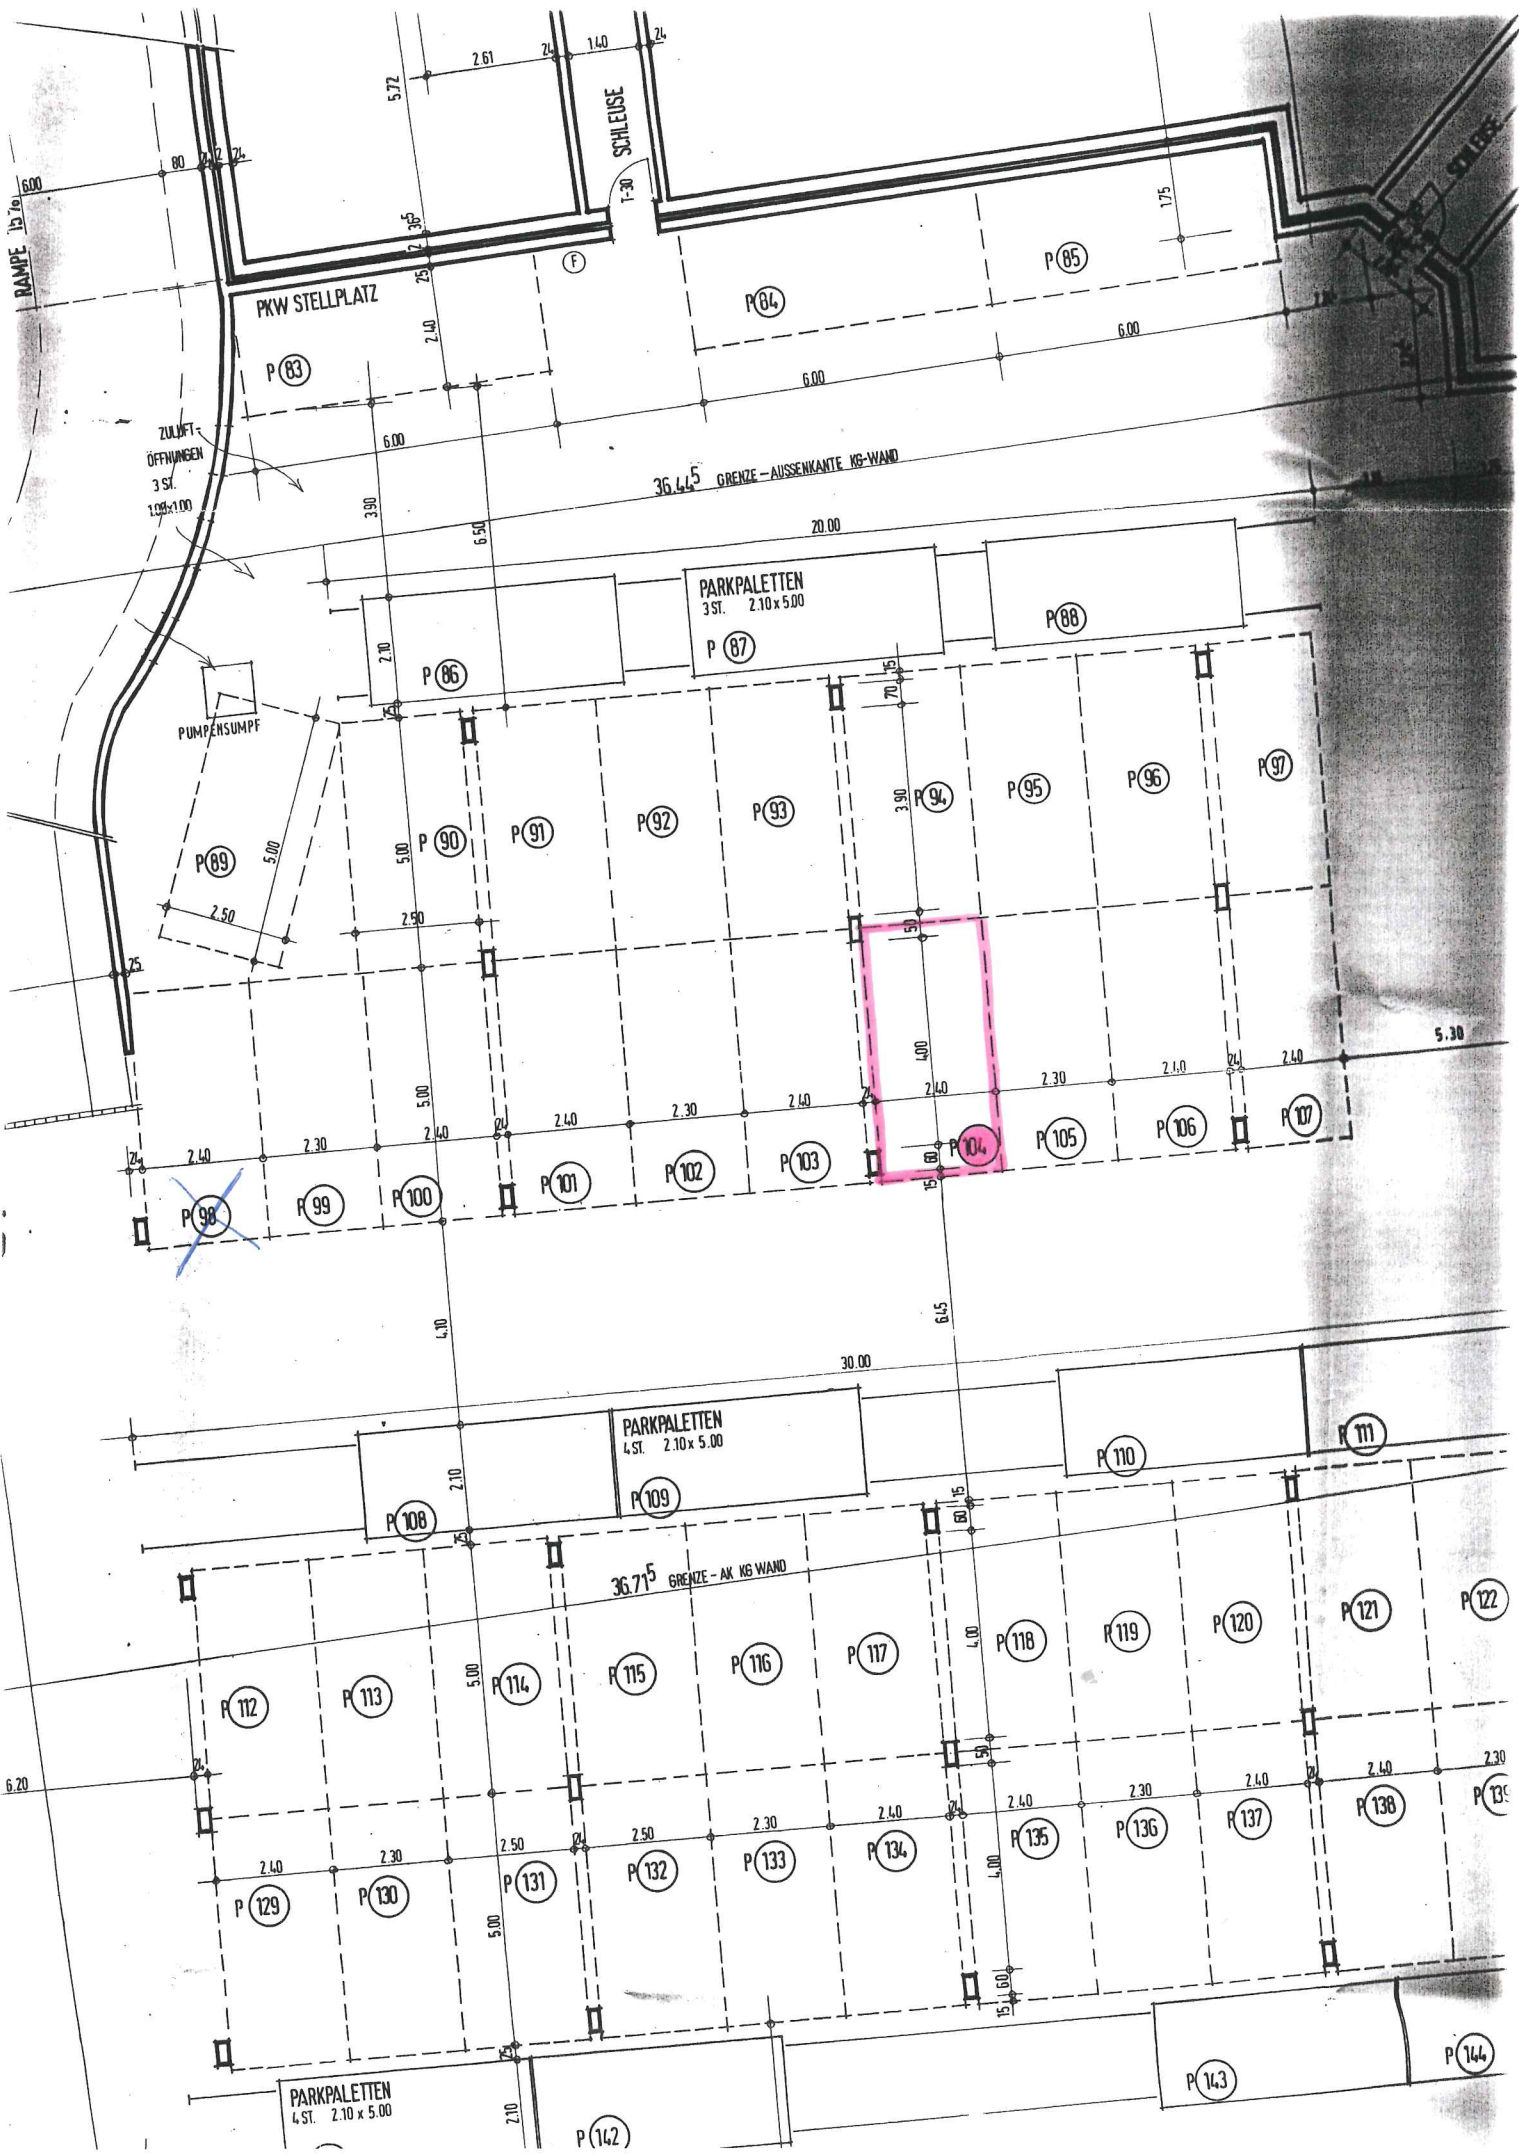 2.61
24
1.40
24
5.72
SCHLEUSE
T-30
80
24
2
24
6.00
RAMPE 15%
36⁵
2
25
1.75
SCHLEUSE
PKW STELLPLATZ
F
P 85
P 84
2.40
P 83
6.00
6.00
6.00
ZULUFT-
ÖFFNUNGEN
3 ST.
1.00x1.00
36.44⁵ GRENZE-AUSSENKANTE KG-WAND
3.90
6.50
20.00
PARKPALETTEN
3 ST. 2.10 x 5.00
P 86
P 87
P 88
2.10
75
15
70
PUMPENSUMPF
P 89
P 90
P 91
P 92
P 93
P 94
P 95
P 96
P 97
5.00
5.00
3.90
2.50
2.50
50
25
5.00
4.00
5.30
24
2.40
2.30
2.40
24
2.40
2.30
2.40
24
2.40
2.30
2.40
24
2.40
P 98
P 99
P 100
P 101
P 102
P 103
P 104
P 105
P 106
P 107
60
15
4.10
6.45
30.00
PARKPALETTEN
4 ST. 2.10 x 5.00
P 108
P 109
P 110
P 111
2.10
75
15
60
36.71⁵ GRENZE-AK KG WAND
P 112
P 113
P 114
P 115
P 116
P 117
P 118
P 119
P 120
P 121
P 122
5.00
4.00
50
6.20
24
2.40
2.30
2.50
24
2.50
2.30
2.40
24
2.40
2.30
2.40
24
2.40
2.30
P 129
P 130
P 131
P 132
P 133
P 134
P 135
P 136
P 137
P 138
P 139
5.00
4.00
60
15
75
PARKPALETTEN
4 ST. 2.10 x 5.00
2.10
P 142
P 143
P 144